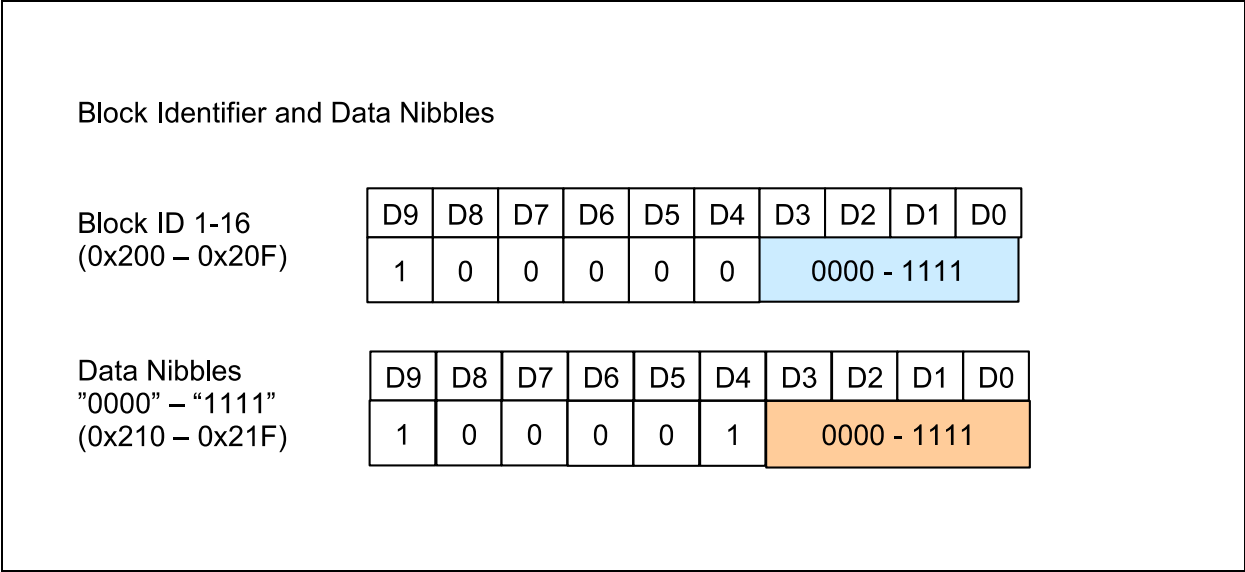 Block Identifier and Data Nibbles
Block ID 1-16
(0x200 – 0x20F)
D9 D8 D7 D6 D5 D4 D3 D2 D1 D0
1 0 0 0 0 0 0000 - 1111
Data Nibbles
”0000” – “1111”
(0x210 – 0x21F)
D9 D8 D7 D6 D5 D4 D3 D2 D1 D0
1 0 0 0 0 1 0000 - 1111